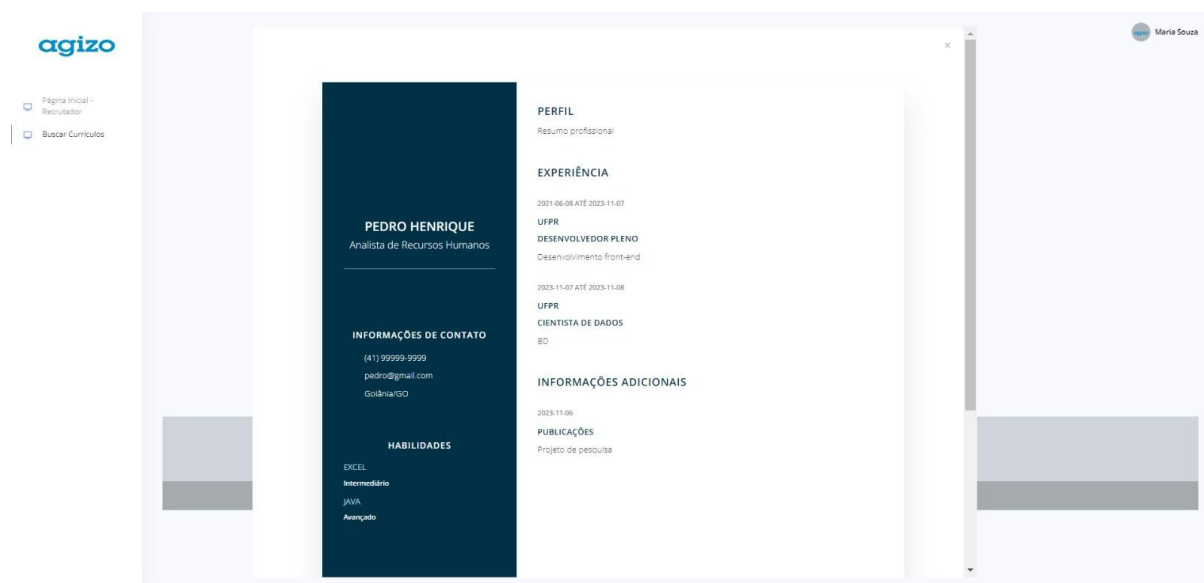 agizo
Página Inicial -
Recrutador
Buscar Currículos
Maria Souza
×
PEDRO HENRIQUE
Analista de Recursos Humanos
INFORMAÇÕES DE CONTATO
(41) 99999-9999
pedro@gmail.com
Goiânia/GO
HABILIDADES
EXCEL
Intermediário
JAVA
Avançado
PERFIL
Resumo profissional
EXPERIÊNCIA
2021-06-08 ATÉ 2023-11-07
UFPR
DESENVOLVEDOR PLENO
Desenvolvimento front-end
2023-11-07 ATÉ 2023-11-08
UFPR
CIENTISTA DE DADOS
BD
INFORMAÇÕES ADICIONAIS
2023-11-06
PUBLICAÇÕES
Projeto de pesquisa